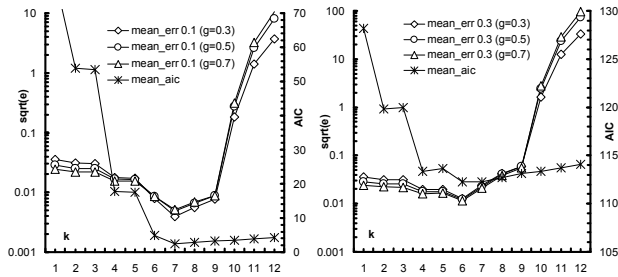 10
1
0.1
0.01
0.001
sqrt(e)
mean_err 0.1 (g=0.3)
mean_err 0.1 (g=0.5)
mean_err 0.1 (g=0.7)
mean_aic
70
60
50
40
30
20
10
0
AIC
k
1 2 3 4 5 6 7 8 9 10 11 12
100
10
1
0.1
0.01
0.001
sqrt(e)
mean_err 0.3 (g=0.3)
mean_err 0.3 (g=0.5)
mean_err 0.3 (g=0.7)
mean_aic
130
125
120
115
110
105
AIC
k
1 2 3 4 5 6 7 8 9 10 11 12